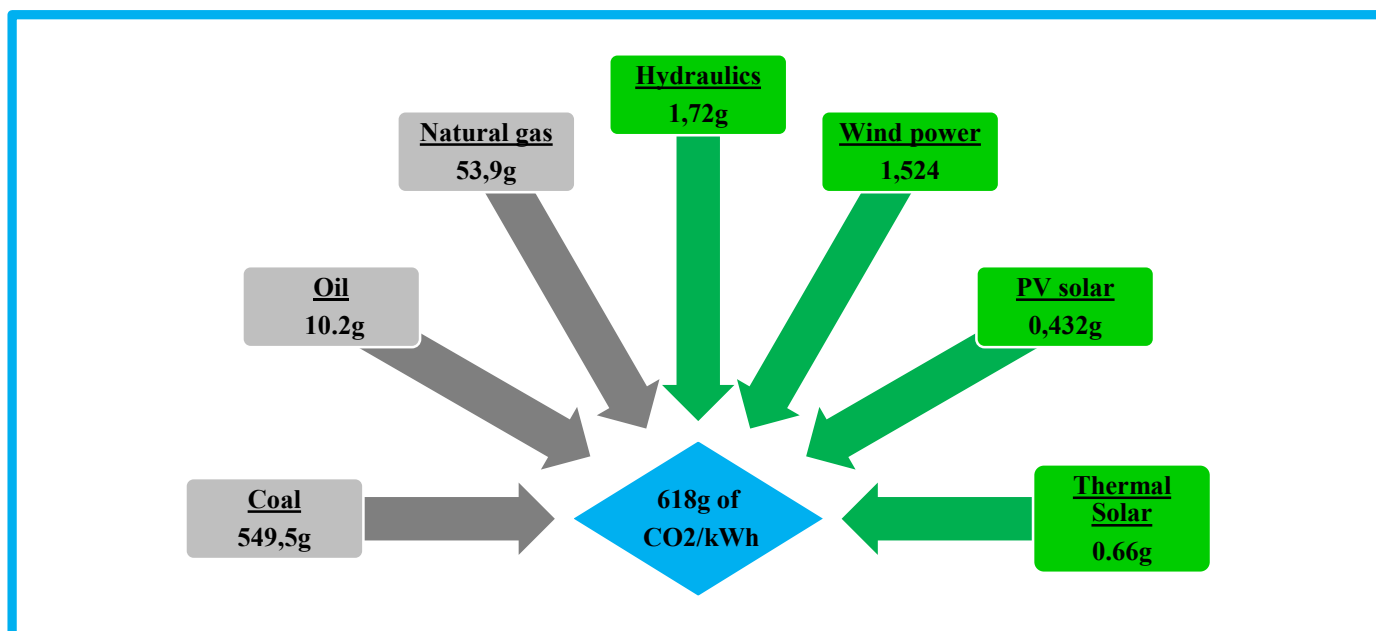 Hydraulics
1,72g
Natural gas
53,9g
Wind power
1,524
Oil
10.2g
PV solar
0,432g
Coal
549,5g
618g of
CO2/kWh
Thermal
Solar
0.66g